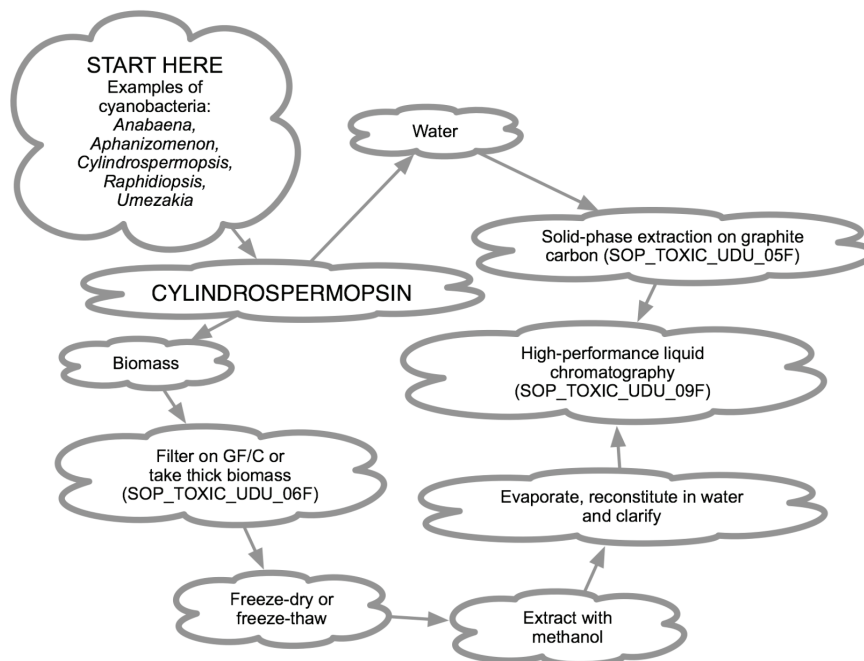 START HERE
Examples of
cyanobacteria:
Anabaena,
Aphanizomenon,
Cylindrospermopsis,
Raphidiopsis,
Umezakia
Water
Solid-phase extraction on graphite
carbon (SOP_TOXIC_UDU_05F)
CYLINDROSPERMOPSIN
High-performance liquid
chromatography
(SOP_TOXIC_UDU_09F)
Biomass
Filter on GF/C or
take thick biomass
(SOP_TOXIC_UDU_06F)
Evaporate, reconstitute in water
and clarify
Freeze-dry or
freeze-thaw
Extract with
methanol